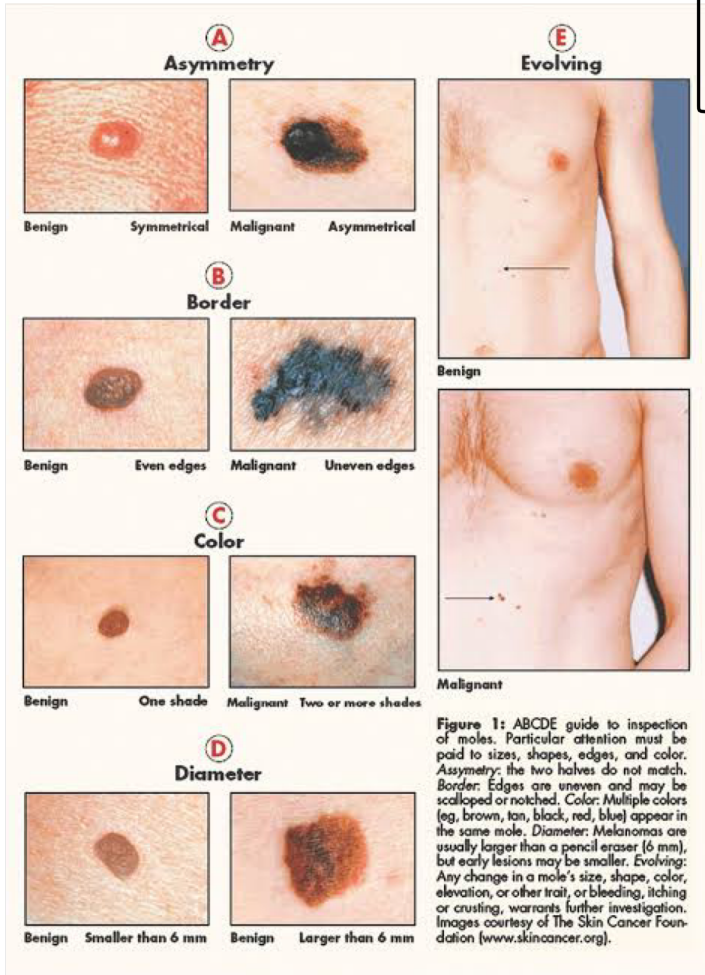 A
Asymmetry
Benign Symmetrical
Malignant Asymmetrical
B
Border
Benign Even edges
Malignant Uneven edges
C
Color
Benign One shade
Malignant Two or more shades
D
Diameter
Benign Smaller than 6 mm
Benign Larger than 6 mm
E
Evolving
Benign
Malignant
Figure 1: ABCDE guide to inspection
of moles. Particular attention must be
paid to sizes, shapes, edges, and color.
Assymetry: the two halves do not match.
Border: Edges are uneven and may be
scalloped or notched. Color: Multiple colors
(eg, brown, tan, black, red, blue) appear in
the same mole. Diameter: Melanomas are
usually larger than a pencil eraser (6 mm),
but early lesions may be smaller. Evolving:
Any change in a mole's size, shape, color,
elevation, or other trait, or bleeding, itching
or crusting, warrants further investigation.
Images courtesy of The Skin Cancer Foun-
dation (www.skincancer.org).